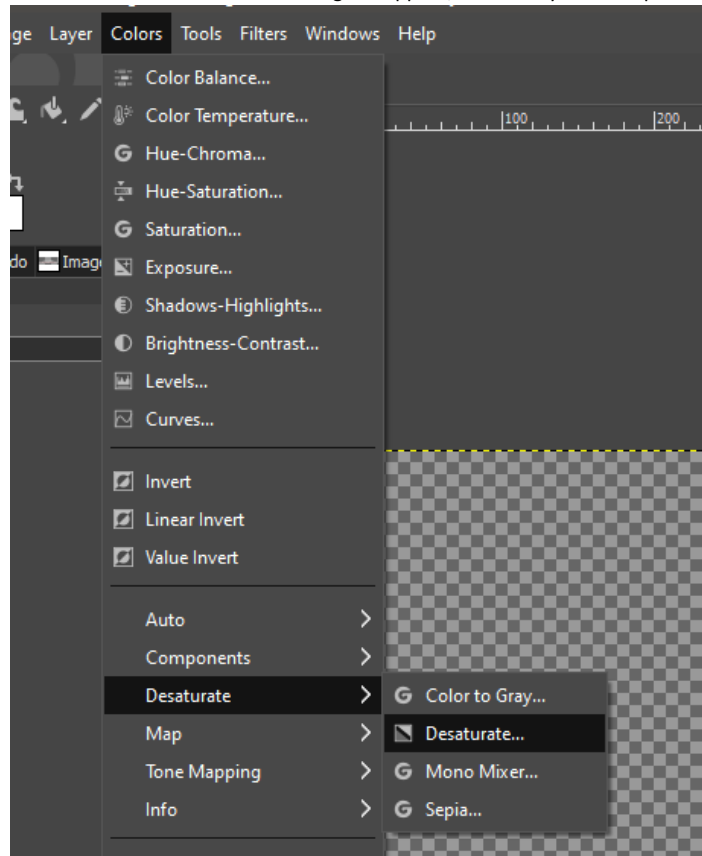 ge Layer Colors Tools Filters Windows Help
Color Balance...
Color Temperature...
100 200
Hue-Chroma...
Hue-Saturation...
Saturation...
do Imag
Exposure...
Shadows-Highlights...
Brightness-Contrast...
Levels...
Curves...
Invert
Linear Invert
Value Invert
Auto
Components
Desaturate
Color to Gray...
Map
Desaturate...
Tone Mapping
Mono Mixer...
Info
Sepia...